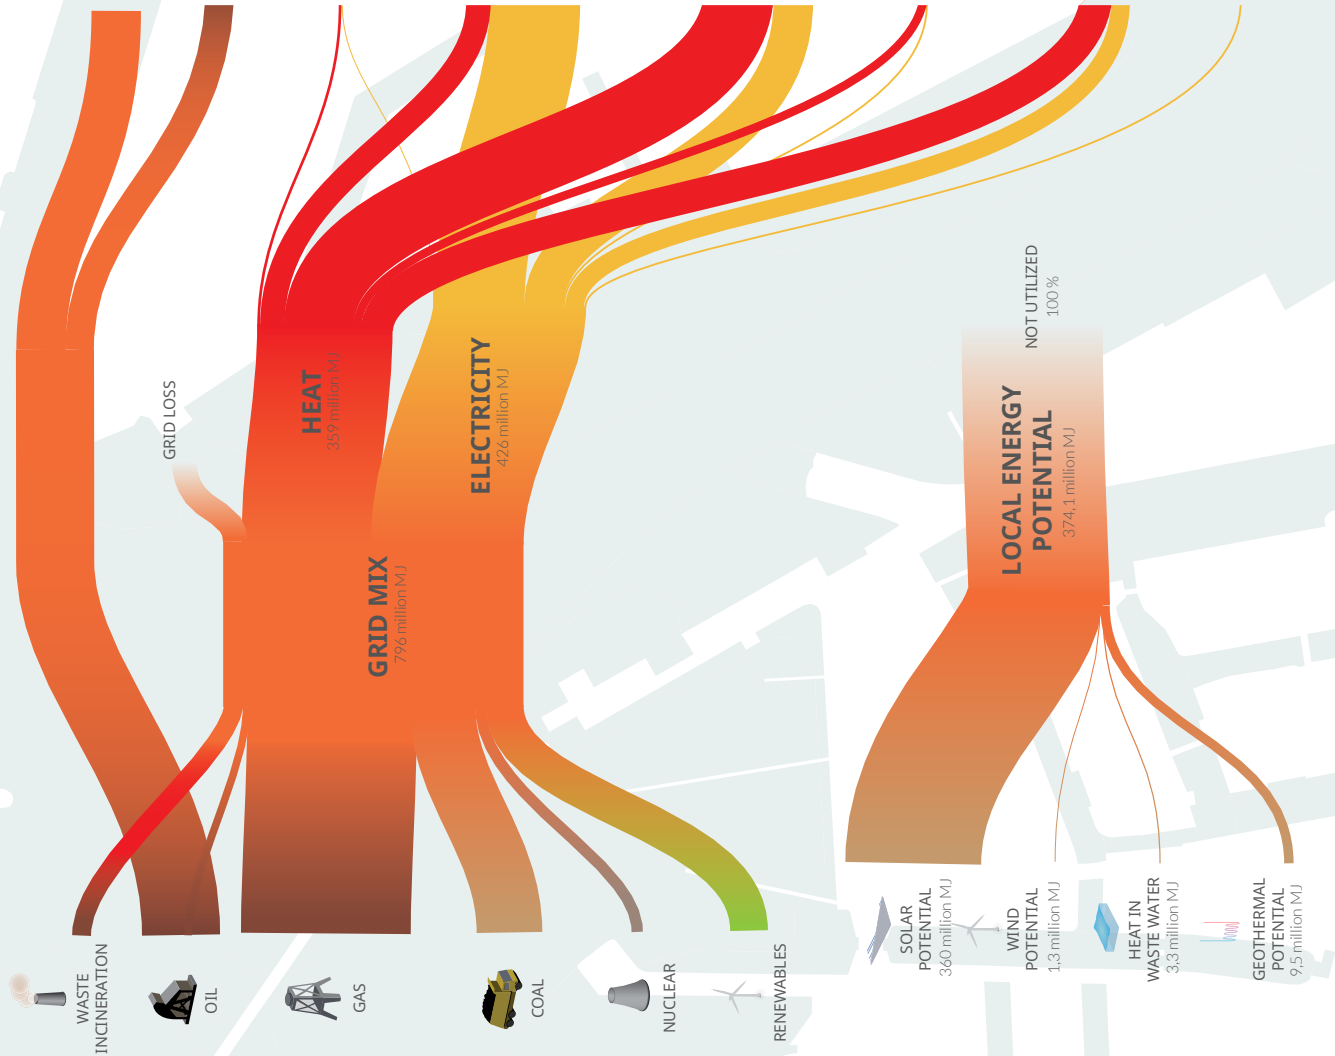 GRID LOSS
HEAT
359 million MJ
ELECTRICITY
426 million MJ
GRID MIX
796 million MJ
NOT UTILIZED
100 %
LOCAL ENERGY
POTENTIAL
374,1 million MJ
WASTE
INCINERATION
OIL
GAS
COAL
NUCLEAR
RENEWABLES
SOLAR
POTENTIAL
360 million MJ
WIND
POTENTIAL
1,3 million MJ
HEAT IN
WASTE WATER
3,3 million MJ
GEOTHERMAL
POTENTIAL
9,5 million MJ